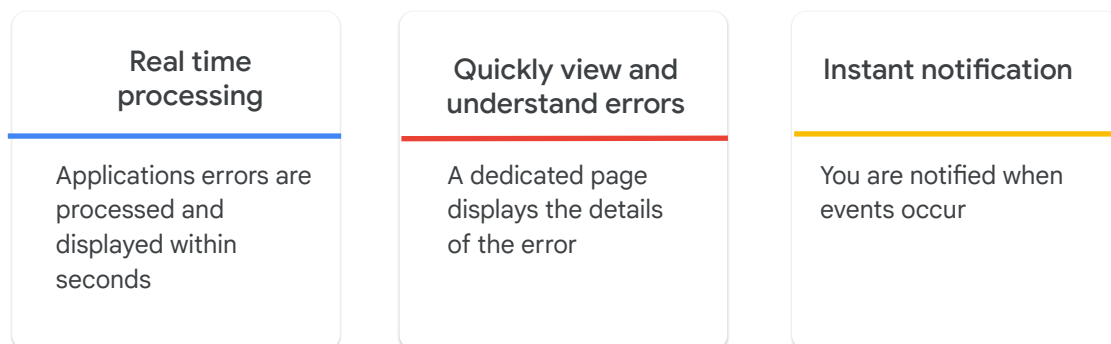 Real time
processing
Applications errors are
processed and
displayed within
seconds
Quickly view and
understand errors
A dedicated page
displays the details
of the error
Instant notification
You are notified when
events occur